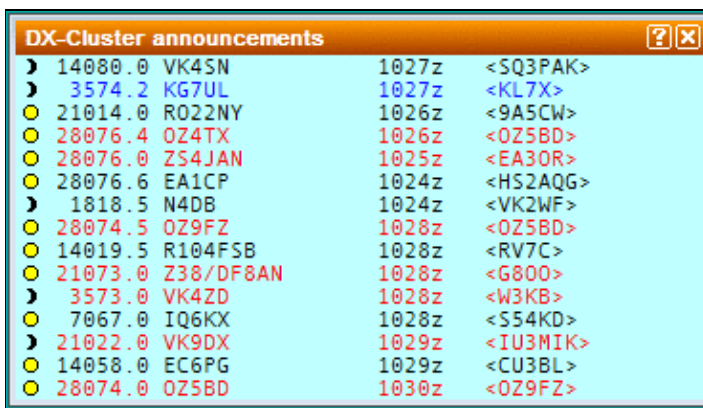 DX-Cluster announcements
14080.0 VK4SN 1027z <SQ3PAK>
3574.2 KG7UL 1027z <KL7X>
21014.0 RO22NY 1026z <9A5CW>
28076.4 OZ4TX 1026z <OZ5BD>
28076.0 ZS4JAN 1025z <EA3OR>
28076.6 EA1CP 1024z <HS2AQG>
1818.5 N4DB 1024z <VK2WF>
28074.5 OZ9FZ 1028z <OZ5BD>
14019.5 R104FSB 1028z <RV7C>
21073.0 Z38/DF8AN 1028z <G8OO>
3573.0 VK4ZD 1028z <W3KB>
7067.0 IQ6KX 1028z <S54KD>
21022.0 VK9DX 1029z <IU3MIK>
14058.0 EC6PG 1029z <CU3BL>
28074.0 OZ5BD 1030z <OZ9FZ>